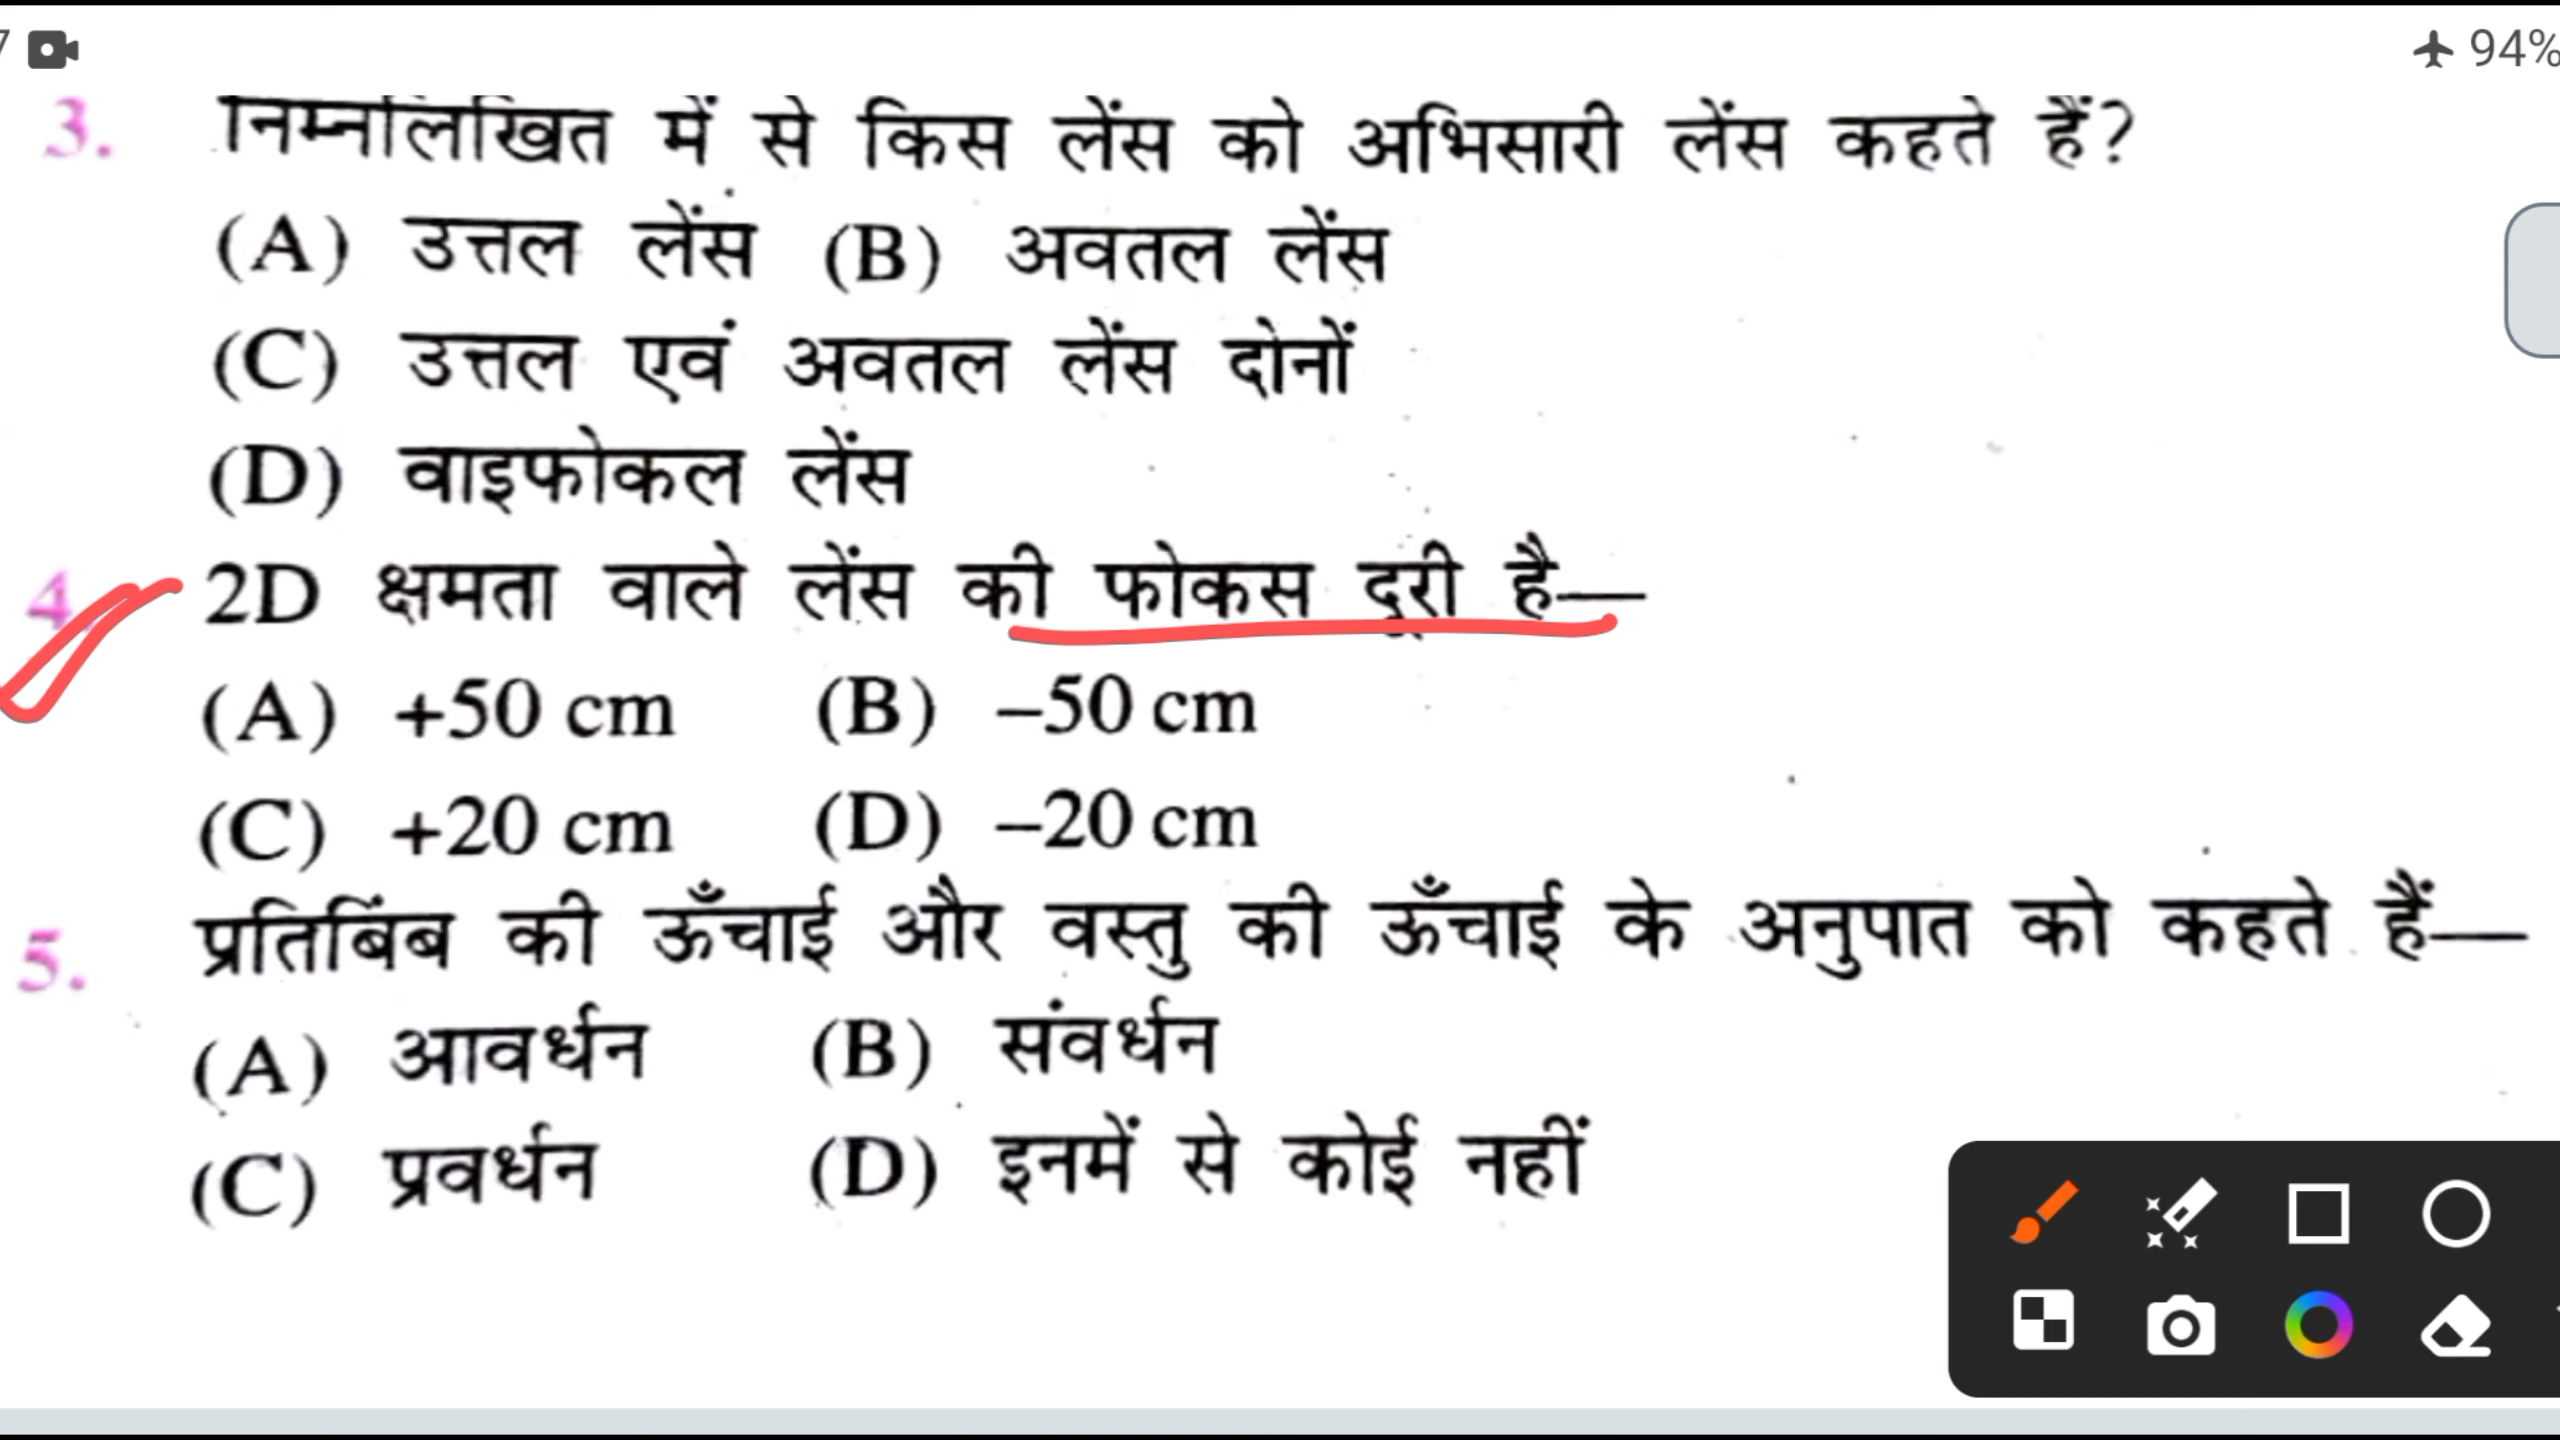 7
94%
3. निम्नलिखित में से किस लेंस को अभिसारी लेंस कहते हैं?
(A) उत्तल लेंस (B) अवतल लेंस
(C) उत्तल एवं अवतल लेंस दोनों
(D) वाइफोकल लेंस
4. 2D क्षमता वाले लेंस की फोकस दूरी है—
(A) +50 cm (B) –50 cm
(C) +20 cm (D) –20 cm
5. प्रतिबिंब की ऊँचाई और वस्तु की ऊँचाई के अनुपात को कहते हैं—
(A) आवर्धन (B) संवर्धन
(C) प्रवर्धन (D) इनमें से कोई नहीं